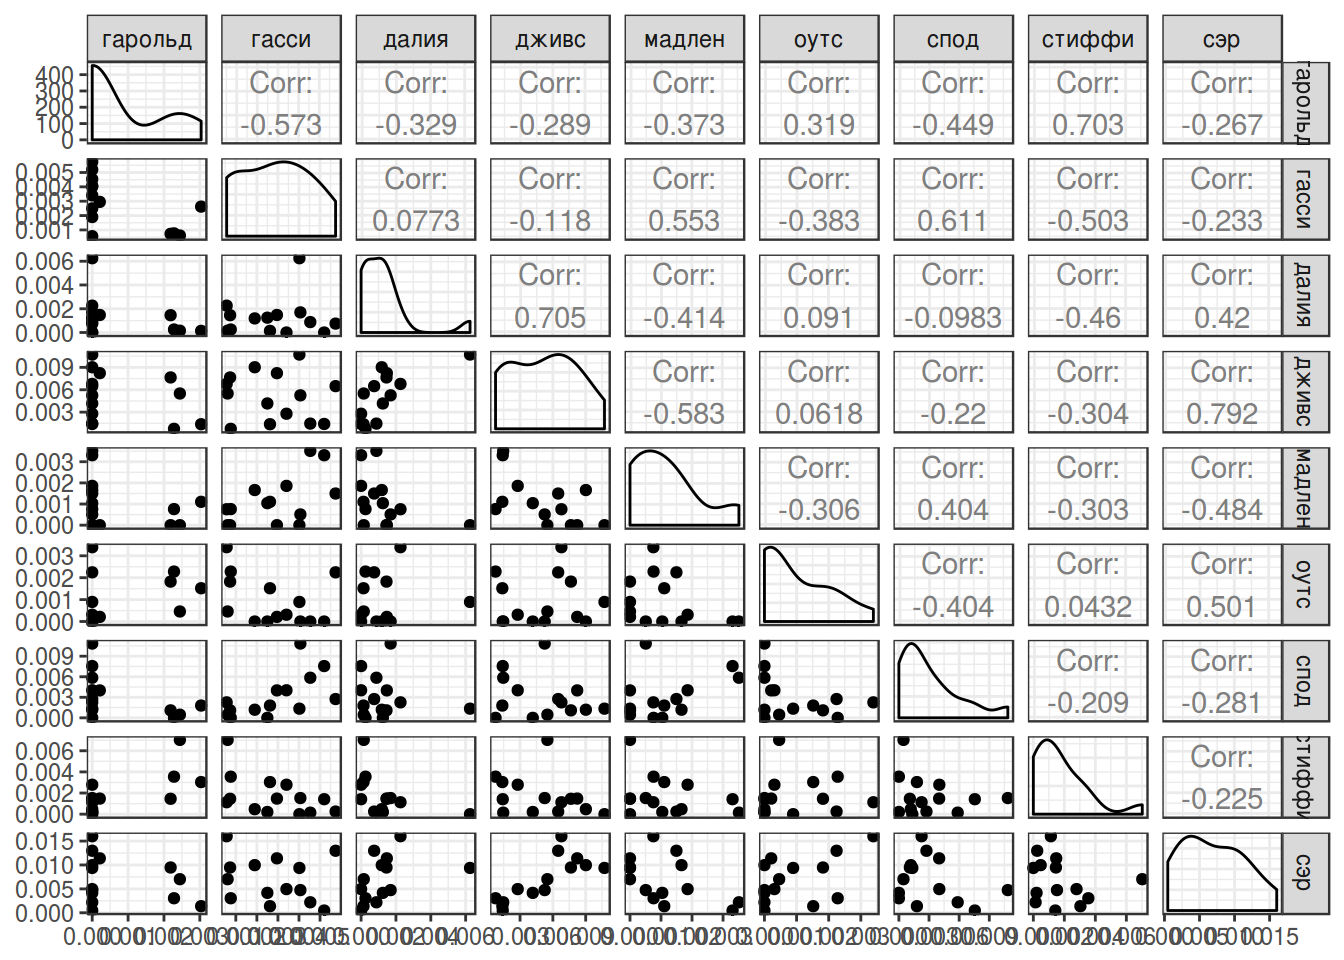 гарольд гасси далия дживс мадлен оутс спод стиффи сэр
400 300 200 100 0 Corr: -0.573 Corr: -0.329 Corr: -0.289 Corr: -0.373 Corr: 0.319 Corr: -0.449 Corr: 0.703 Corr: -0.267 гарольд
0.005 0.004 0.003 0.002 0.001 Corr: 0.0773 Corr: -0.118 Corr: 0.553 Corr: -0.383 Corr: 0.611 Corr: -0.503 Corr: -0.233 гасси
0.006 0.004 0.002 0.000 Corr: 0.705 Corr: -0.414 Corr: 0.091 Corr: -0.0983 Corr: -0.46 Corr: 0.42 далия
0.009 0.006 0.003 Corr: -0.583 Corr: 0.0618 Corr: -0.22 Corr: -0.304 Corr: 0.792 дживс
0.003 0.002 0.001 0.000 Corr: -0.306 Corr: 0.404 Corr: -0.303 Corr: -0.484 мадлен
0.003 0.002 0.001 0.000 Corr: -0.404 Corr: 0.0432 Corr: 0.501 оутс
0.009 0.006 0.003 0.000 Corr: -0.209 Corr: -0.281 спод
0.006 0.004 0.002 0.000 Corr: -0.225 стиффи
0.015 0.010 0.005 0.000 сэр